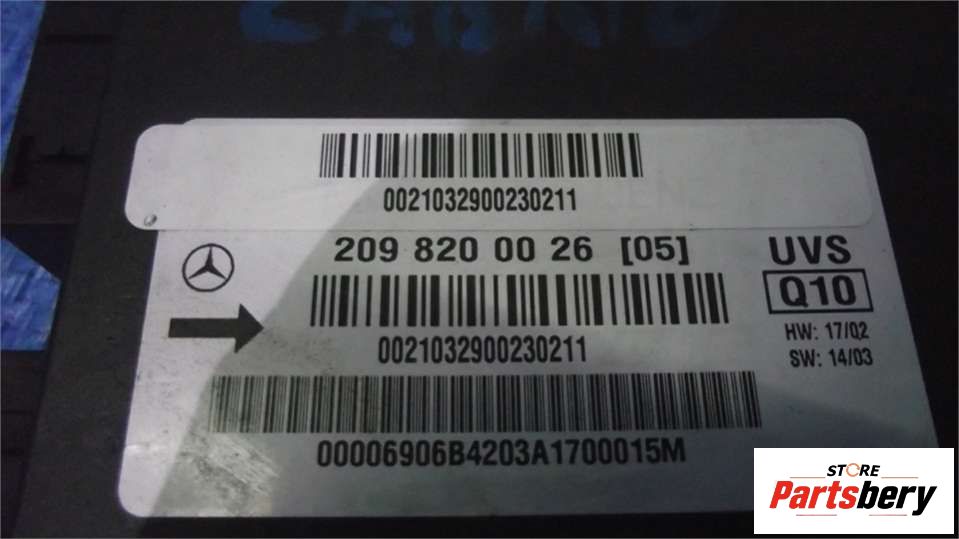 0021032900230211
209 820 00 26 [05]
UVS
Q10
HW: 17/02
SW: 14/03
0021032900230211
00006906B4203A1700015M
STORE
Partsbery